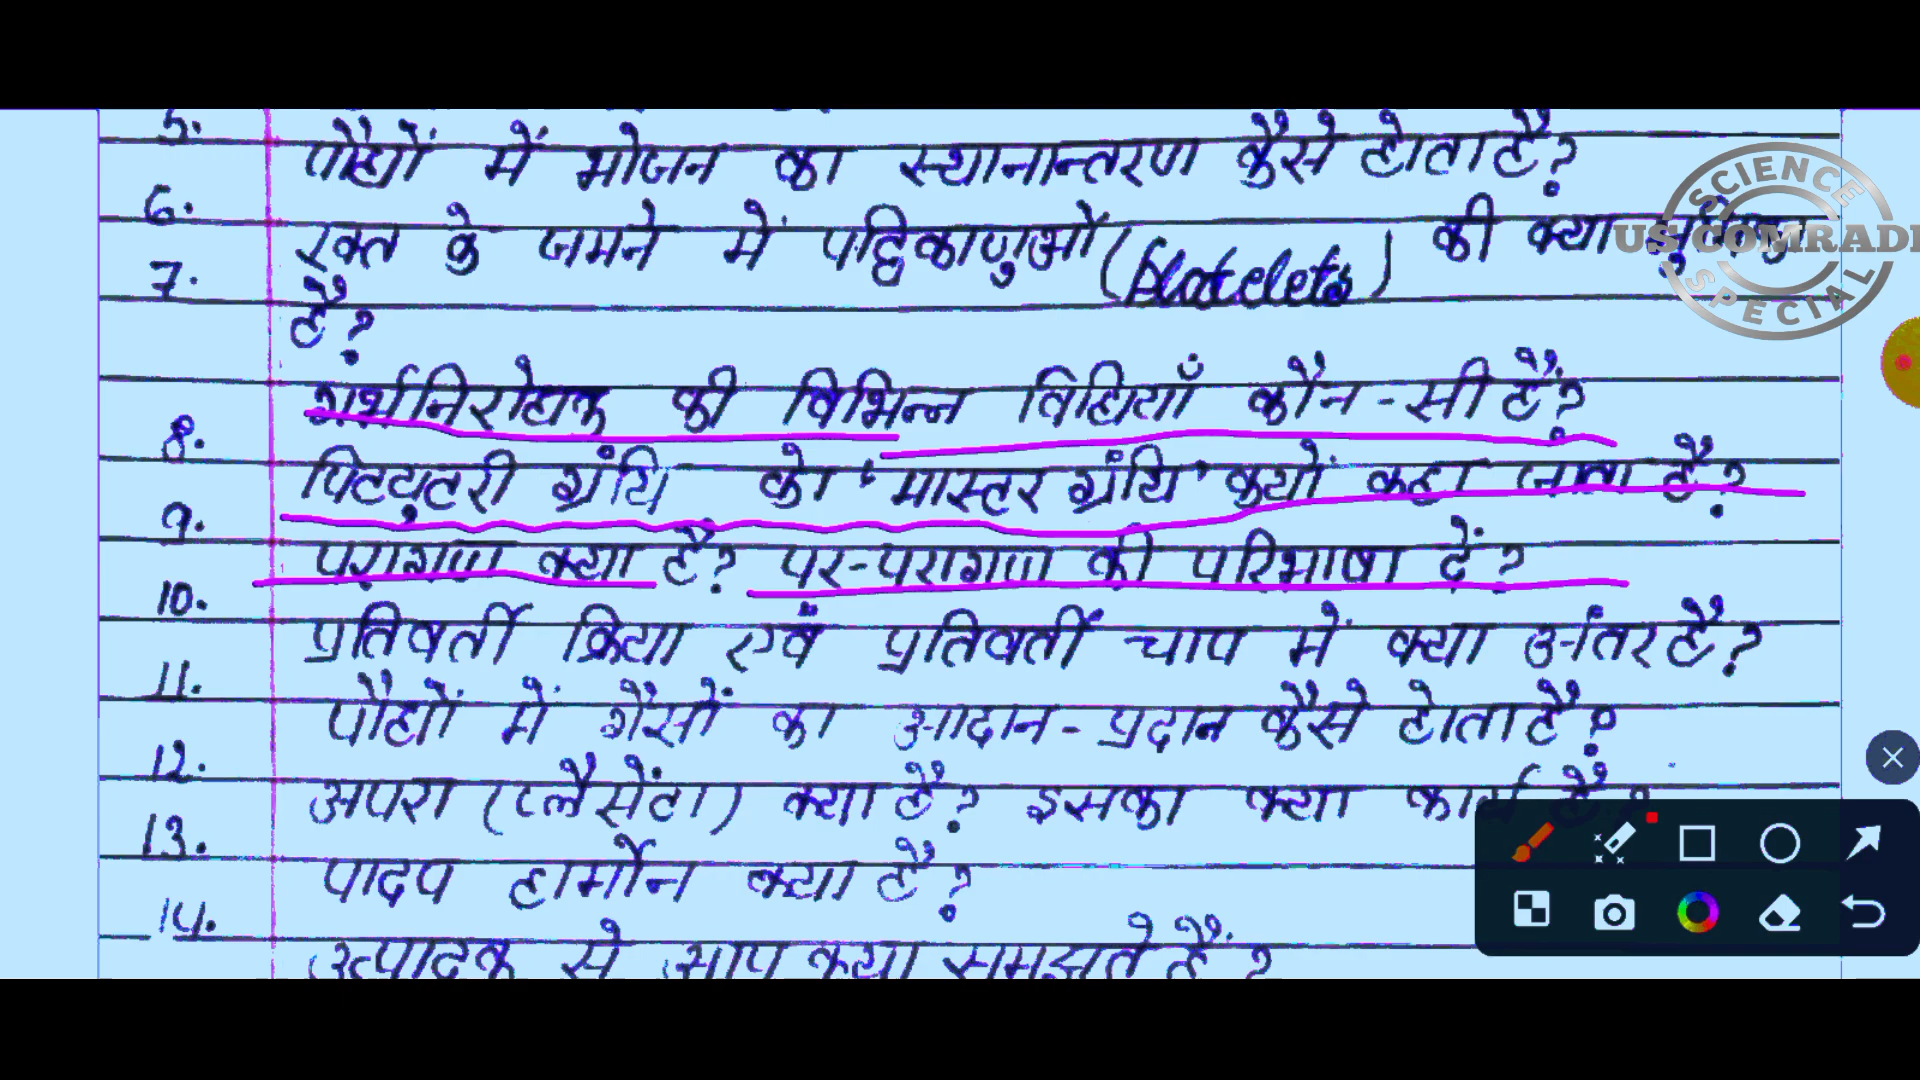 5.
पौधों में भोजन का स्थानान्तरण कैसे होता है?
6.
रक्त के जमने में पट्टिकाणुओं (platelets) की क्या
7.
है?
गर्भनिरोधक की विभिन्न विधियाँ कौन-सी हैं?
8.
पिट्युटरी ग्रंथि को 'मास्टर ग्रंथि' क्यों कहा जाता है?
9.
परागण क्या है? पर-परागण की परिभाषा दें?
10.
प्रतिवर्ती क्रिया एवं प्रतिवर्ती चाप में क्या अंतर है?
11.
पौधों में गैसों का आदान-प्रदान कैसे होता है?
12.
अपरा (प्लैसेंटा) क्या है? इसका क्या कार्य है?
13.
पादप हार्मोन क्या है?
14.
उत्पादक से आप क्या समझते हैं?
SCIENCE
US COMRADE
SPECIAL